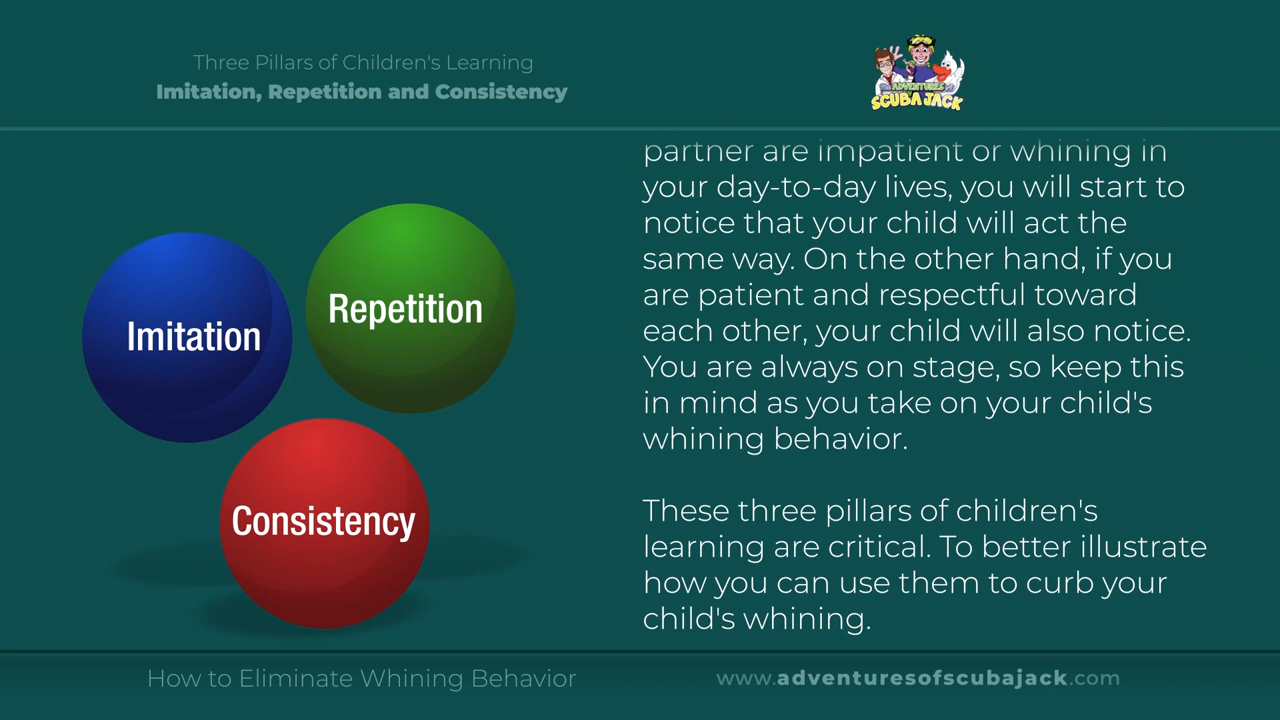 Three Pillars of Children's Learning
Imitation, Repetition and Consistency
ADVENTURES
SCUBA JACK
Imitation
Repetition
Consistency
partner are impatient or whining in
your day-to-day lives, you will start to
notice that your child will act the
same way. On the other hand, if you
are patient and respectful toward
each other, your child will also notice.
You are always on stage, so keep this
in mind as you take on your child's
whining behavior.
These three pillars of children's
learning are critical. To better illustrate
how you can use them to curb your
child's whining.
How to Eliminate Whining Behavior
www.adventuresofscubajack.com